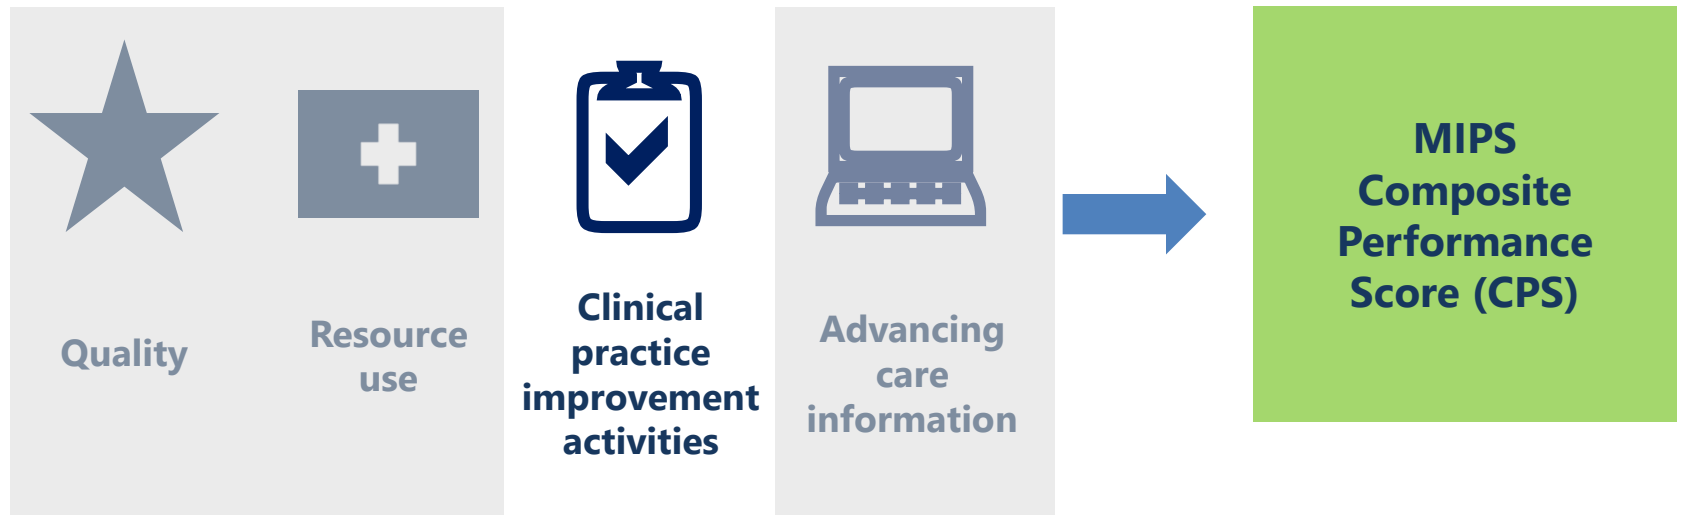 Quality
Resource
use
Clinical
practice
improvement
activities
Advancing
care
information
MIPS
Composite
Performance
Score (CPS)